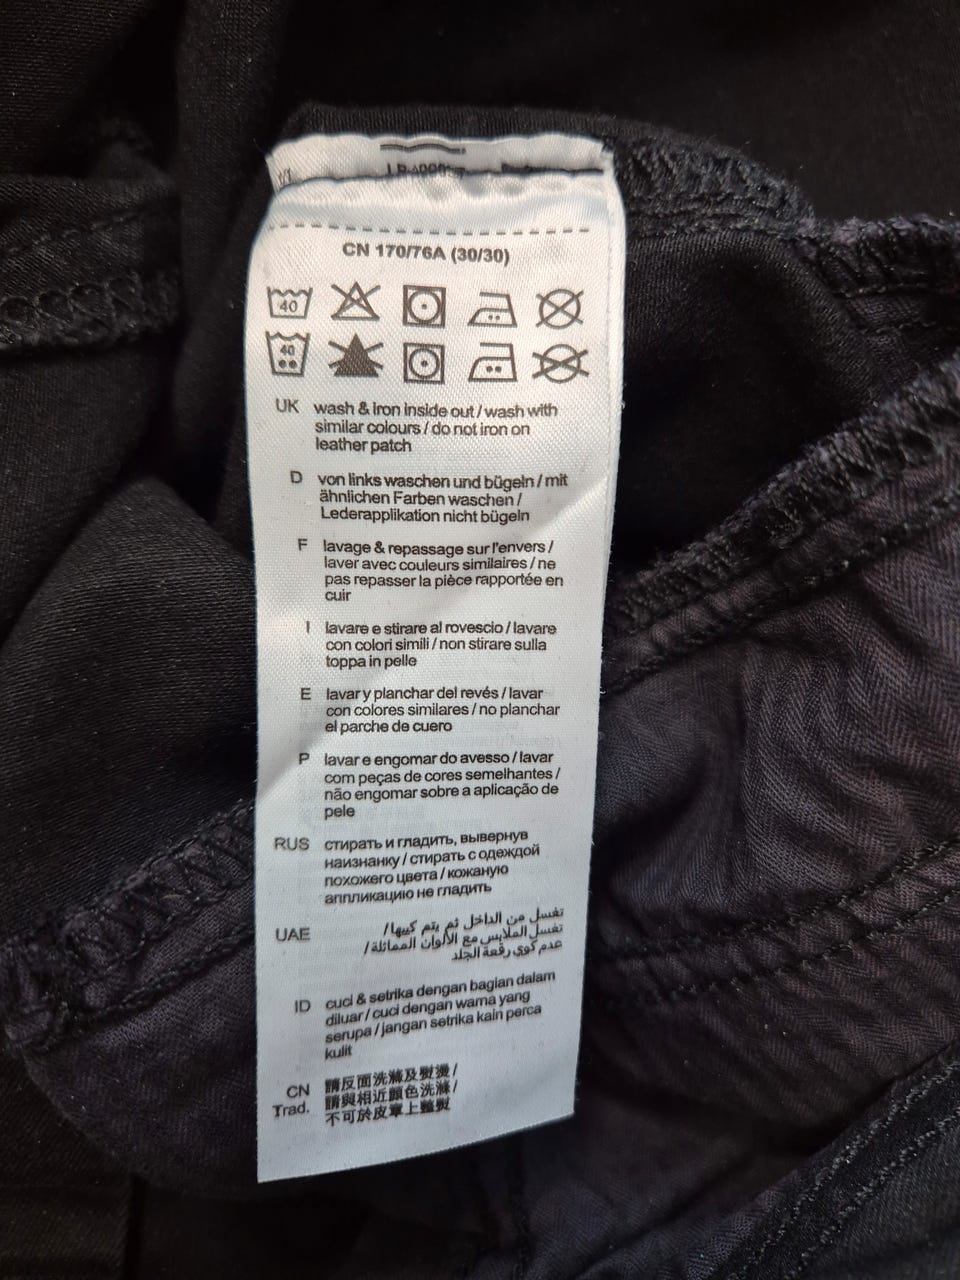 CN 170/76A (30/30)
40
40
UK wash & iron inside out / wash with
similar colours / do not iron on
leather patch
D von links waschen und bügeln / mit
ähnlichen Farben waschen /
Lederapplikation nicht bügeln
F lavage & repassage sur l'envers /
laver avec couleurs similaires / ne
pas repasser la pièce rapportée en
cuir
I lavare e stirare al rovescio / lavare
con colori simili / non stirare sulla
toppa in pelle
E lavar y planchar del revés / lavar
con colores similares / no planchar
el parche de cuero
P lavar e engomar do avesso / lavar
com peças de cores semelhantes /
não engomar sobre a aplicação de
pele
RUS стирать и гладить, вывернув
наизнанку / стирать с одеждой
похожего цвета / кожаную
аппликацию не гладить
UAE تغسل من الداخل ثم يتم كيها /
تغسل الملابس مع الألوان المماثلة /
عدم كوي رقعة الجلد
ID cuci & setrika dengan bagian dalam
diluar / cuci dengan warna yang
serupa / jangan setrika kain perca
kulit
CN 請反面洗滌及熨燙 /
Trad. 請與相近顏色洗滌 /
不可於皮章上整熨